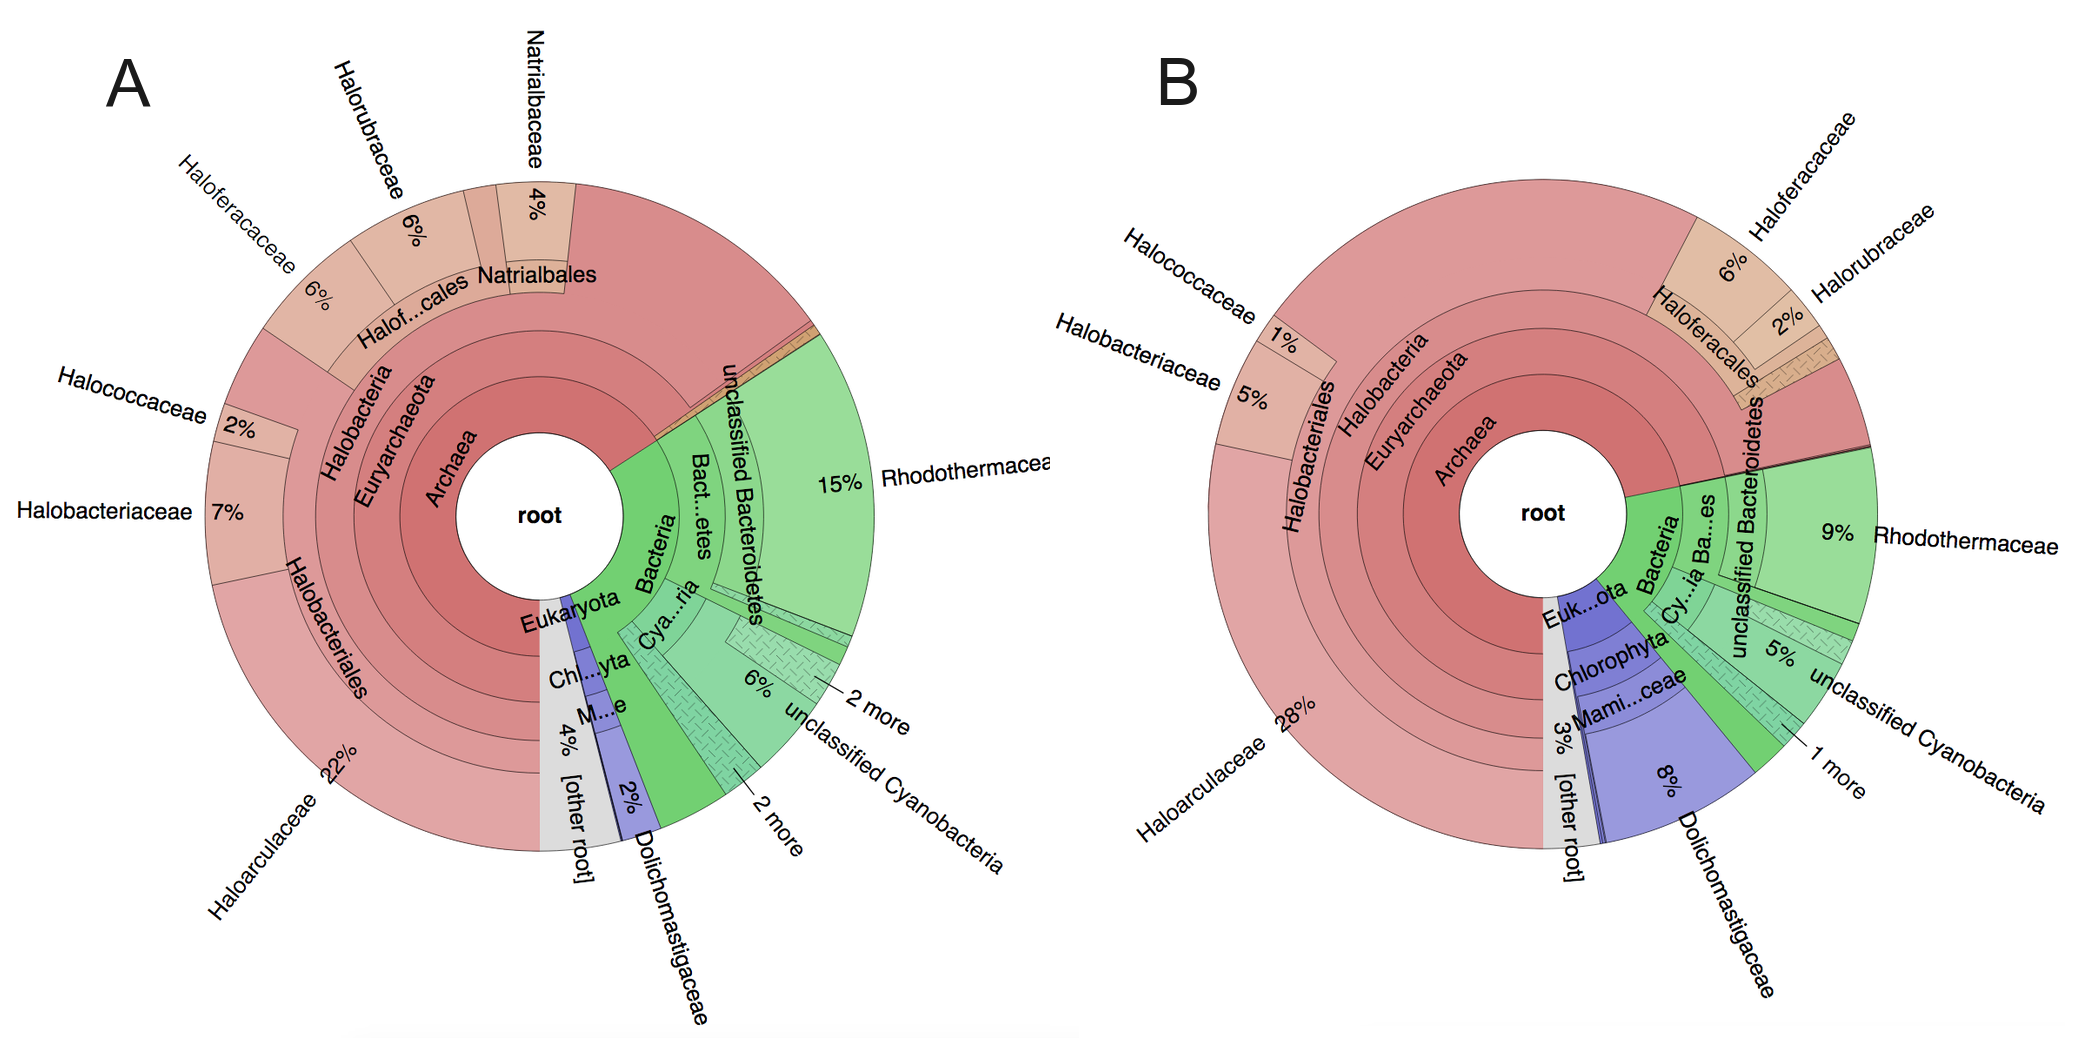 A
Natrialbaceae
4%
Halorubraceae
6%
Haloferacaceae
6%
Natrialbales
Halof...cales
Halococcaceae
2%
Halobacteriaceae
7%
Halobacteria
Euryarchaeota
Archaea
root
Halobacteriales
Haloarculaceae
22%
unclassified Bacteroidetes
Bact...etes
Bacteria
15%
Rhodothermacea
Cya...ria
6%
unclassified Cyanobacteria
2 more
2 more
Eukaryota
Chl...yta
M...e
2%
Dolichomastigaceae
4%
[other root]
B
Haloferacaceae
6%
Halorubraceae
2%
Haloferacales
Halococcaceae
1%
Halobacteriaceae
5%
Halobacteriales
Halobacteria
Euryarchaeota
Archaea
root
Haloarculaceae
28%
unclassified Bacteroidetes
Ba...es
Bacteria
9%
Rhodothermaceae
Cy...ia
5%
unclassified Cyanobacteria
1 more
Euk...ota
Chlorophyta
Mami...ceae
8%
Dolichomastigaceae
3%
[other root]